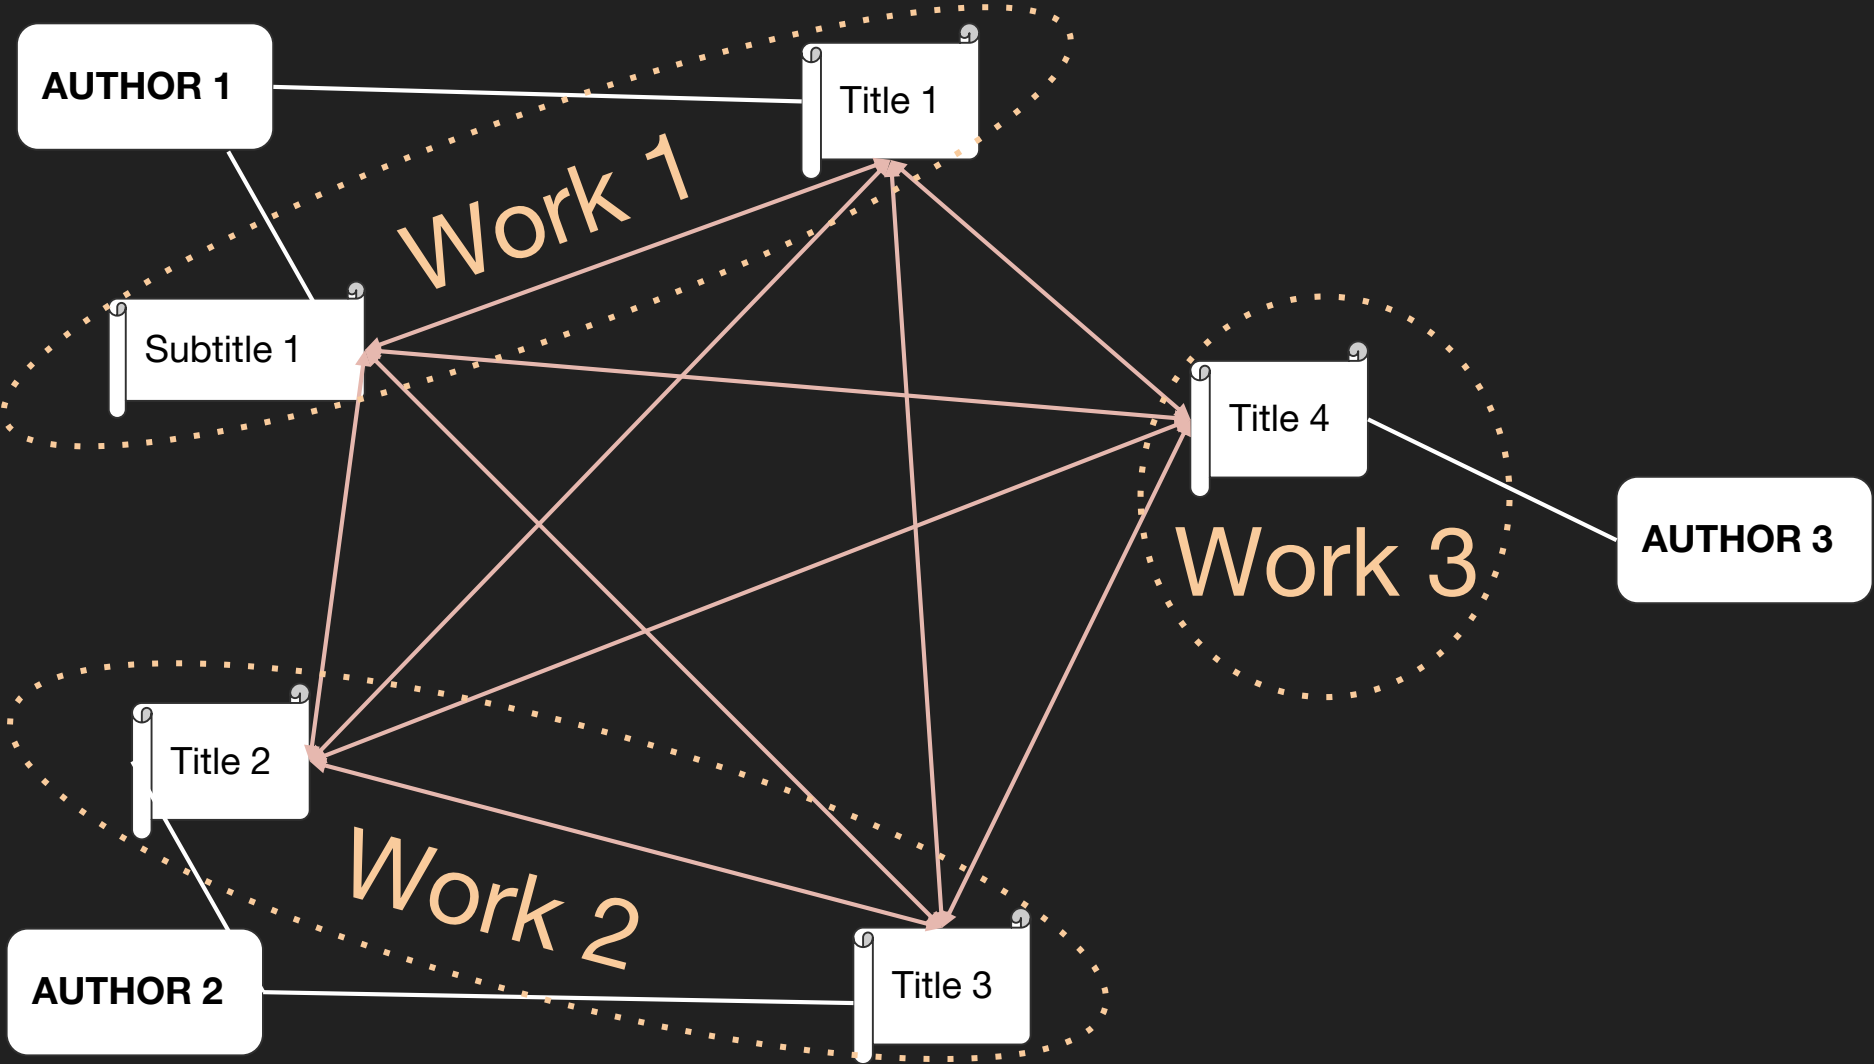 AUTHOR 1
Title 1
Work 1
Subtitle 1
Title 4
Work 3
AUTHOR 3
Title 2
Work 2
Title 3
AUTHOR 2